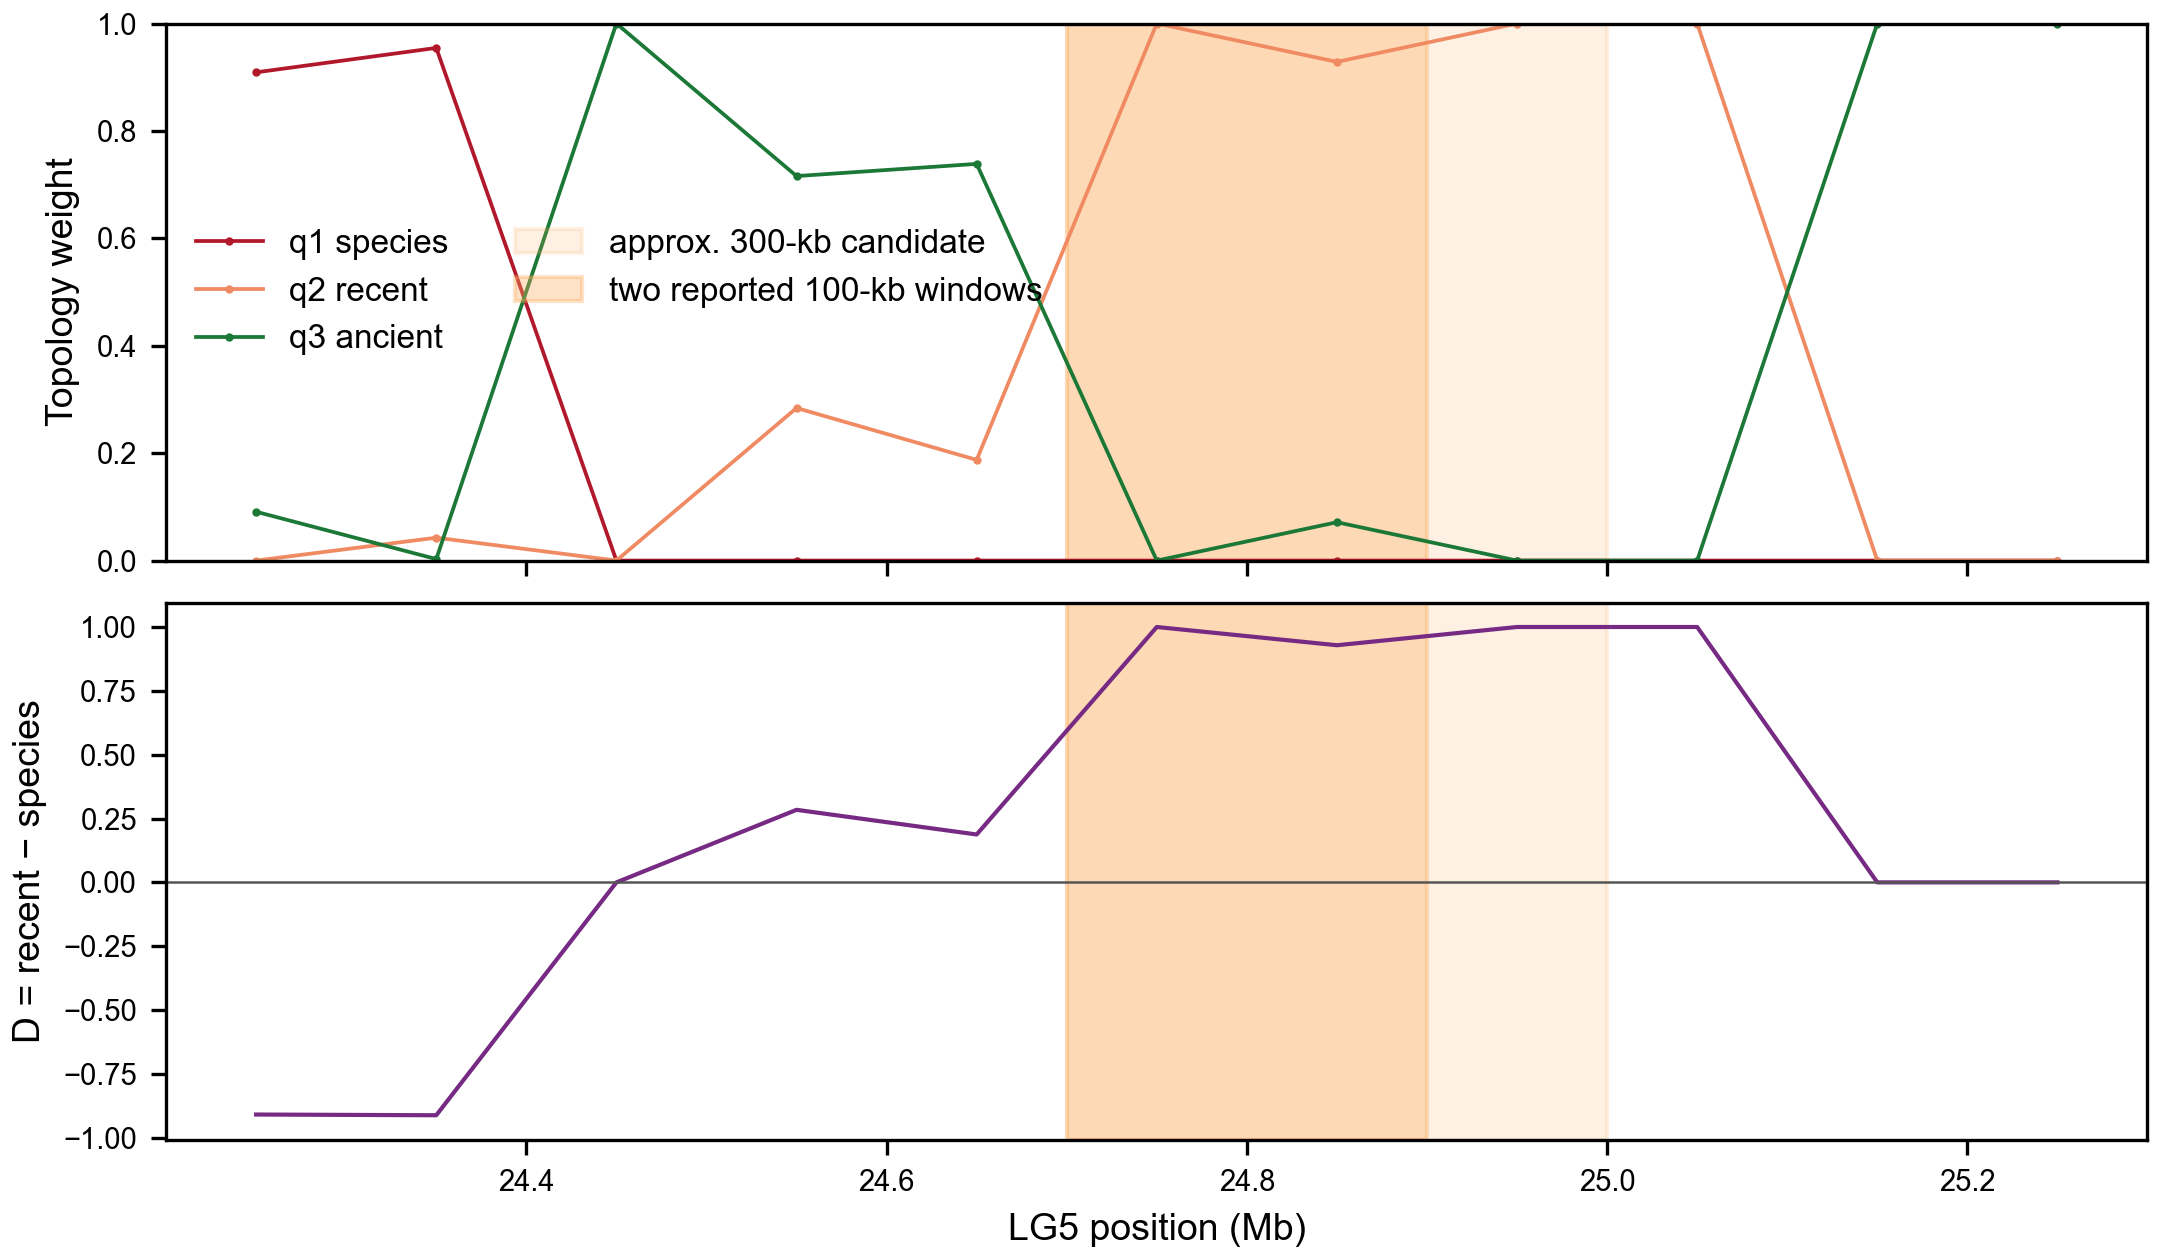 1.0
0.8
0.6
0.4
0.2
0.0
Topology weight
q1 species
q2 recent
q3 ancient
approx. 300-kb candidate
two reported 100-kb windows
1.00
0.75
0.50
0.25
0.00
−0.25
−0.50
−0.75
−1.00
D = recent − species
24.4
24.6
24.8
25.0
25.2
LG5 position (Mb)